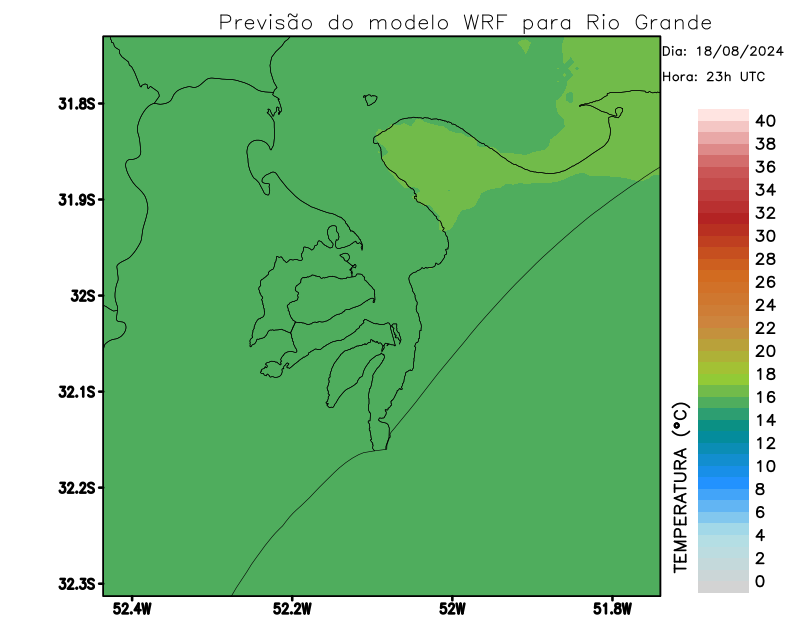 Previsão do modelo WRF para Rio Grande
Dia: 18/08/2024
Hora: 23h UTC
31.8S
31.9S
32S
32.1S
32.2S
32.3S
52.4W
52.2W
52W
51.8W
TEMPERATURA (°C)
40
38
36
34
32
30
28
26
24
22
20
18
16
14
12
10
8
6
4
2
0